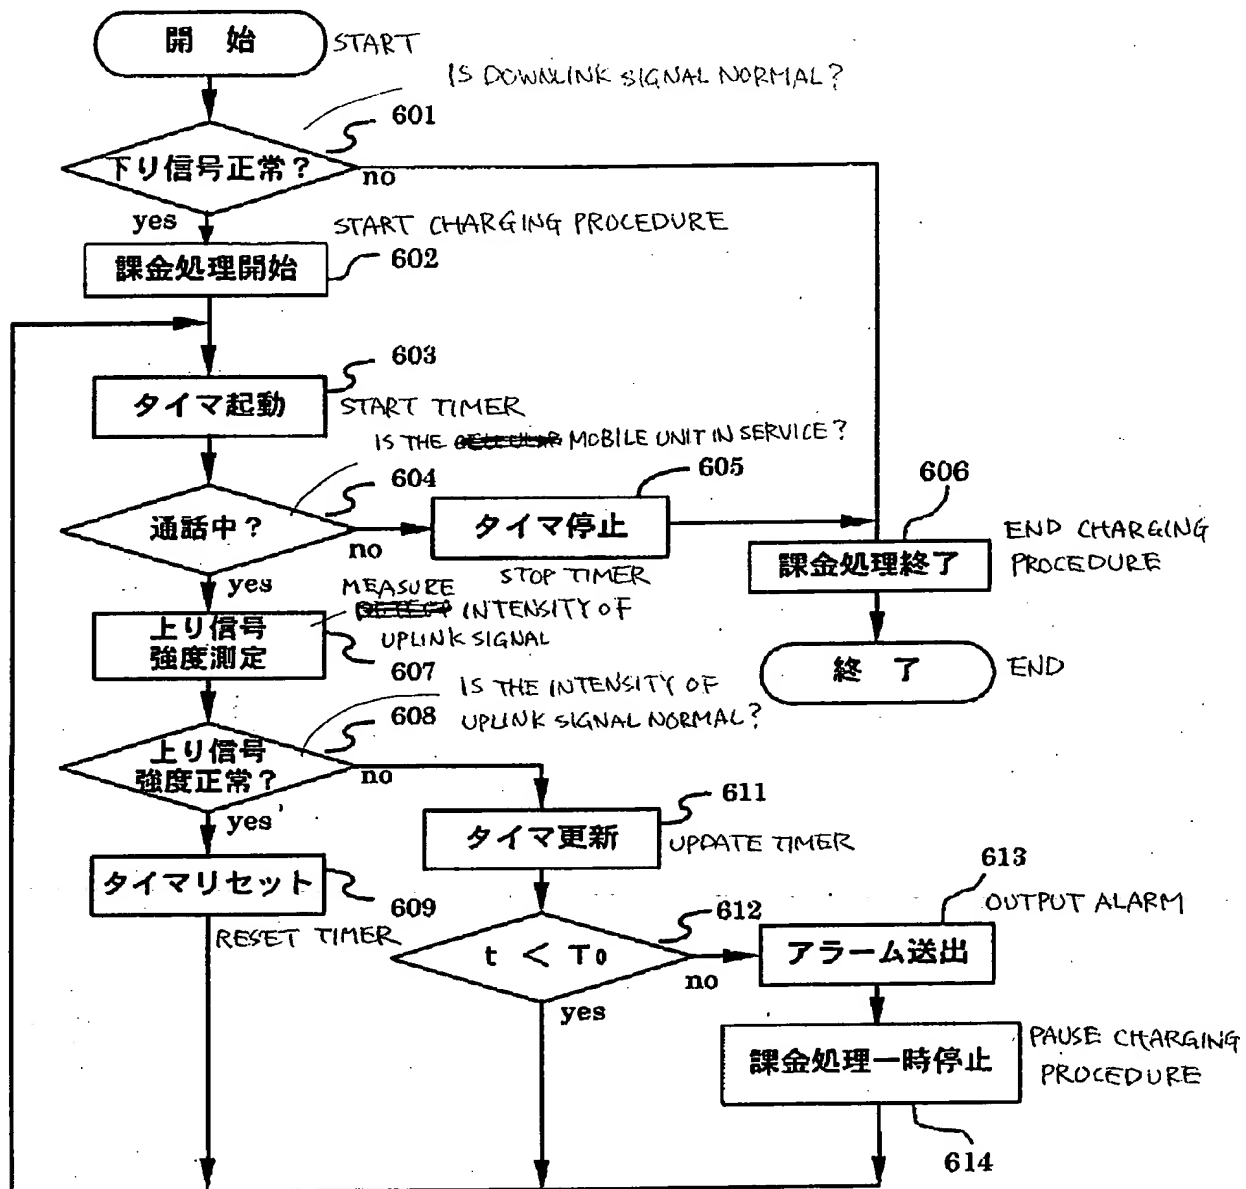 開 始
START
IS DOWNLINK SIGNAL NORMAL?
601
下り信号正常?
no
yes
START CHARGING PROCEDURE
課金処理開始
602
603
タイマ起動
START TIMER
IS THE MOBILE UNIT IN SERVICE?
604
605
606
通話中?
no
タイマ停止
STOP TIMER
課金処理終了
END CHARGING
PROCEDURE
yes
MEASURE
INTENSITY OF
UPLINK SIGNAL
上り信号
強度測定
607
終 了
END
IS THE INTENSITY OF
UPLINK SIGNAL NORMAL?
608
上り信号
強度正常?
no
yes
611
タイマ更新
UPDATE TIMER
タイマリセット
609
RESET TIMER
612
t < T0
no
yes
613
OUTPUT ALARM
アラーム送出
課金処理一時停止
PAUSE CHARGING
PROCEDURE
614